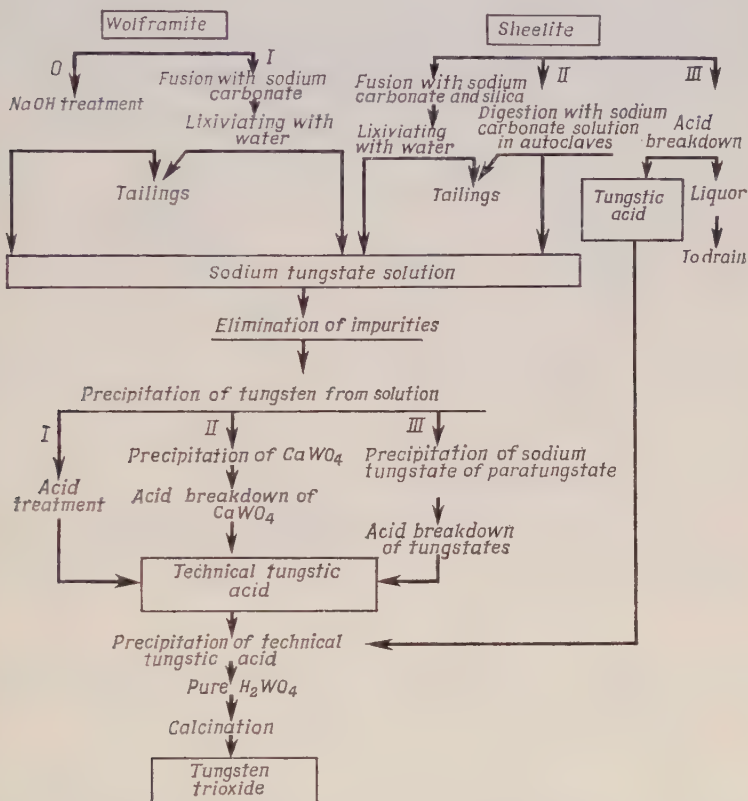 Wolframite
Sheelite
O
I
II
III
NaOH treatment
Fusion with sodium
carbonate
Lixiviating with
water
Fusion with sodium
carbonate and silica
Lixiviating
with water
Digestion with sodium
carbonate solution
in autoclaves
Acid
breakdown
Tailings
Tailings
Tungstic
acid
Liquor
To drain
Sodium tungstate solution
Elimination of impurities
Precipitation of tungsten from solution
I
II
III
Acid
treatment
Precipitation of CaWO4
Acid breakdown of
CaWO4
Precipitation of sodium
tungstate of paratungstate
Acid breakdown
of tungstates
Technical tungstic
acid
Precipitation of technical
tungstic acid
Pure H2WO4
Calcination
Tungsten
trioxide